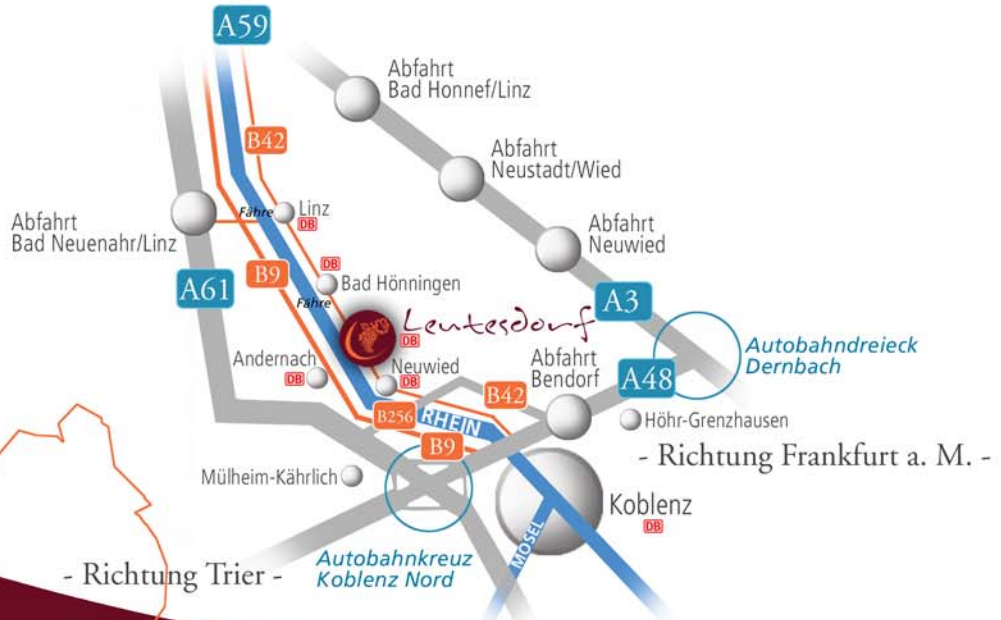 A59
Abfahrt
Bad Honnef/Linz
B42
Abfahrt
Neustadt/Wied
Fähre
Linz
DB
Abfahrt
Bad Neuenahr/Linz
Abfahrt
Neuwied
DB
B9
A61
Bad Hönningen
Fähre
A3
Leutesdorf
DB
Autobahndreieck
Dernbach
Andernach
DB
Neuwied
DB
Abfahrt
Bendorf
A48
B42
B256
RHEIN
Höhr-Grenzhausen
B9
- Richtung Frankfurt a. M. -
Mülheim-Kährlich
Koblenz
DB
MOSEL
Autobahnkreuz
Koblenz Nord
- Richtung Trier -